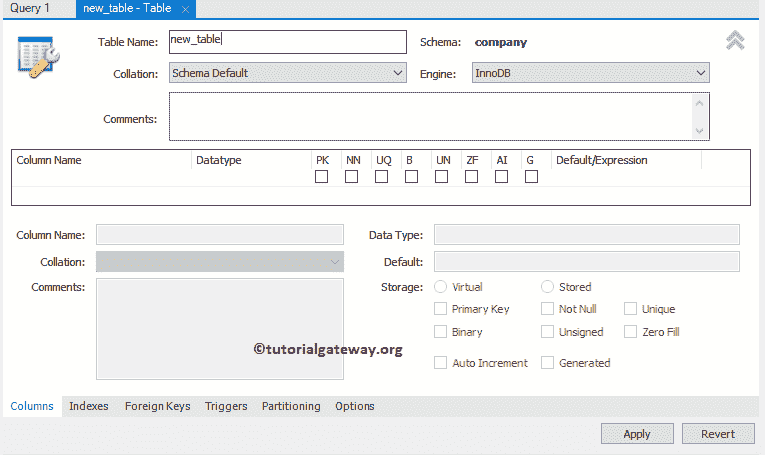 Query 1 new_table - Table ×
Table Name: new_table Schema: company
Collation: Schema Default Engine: InnoDB
Comments:
Column Name Datatype PK NN UQ B UN ZF AI G Default/Expression
Column Name: Data Type:
Collation: Default:
Comments: Storage: Virtual Stored
Primary Key Not Null Unique
Binary Unsigned Zero Fill
©tutorialgateway.org
Auto Increment Generated
Columns Indexes Foreign Keys Triggers Partitioning Options
Apply Revert